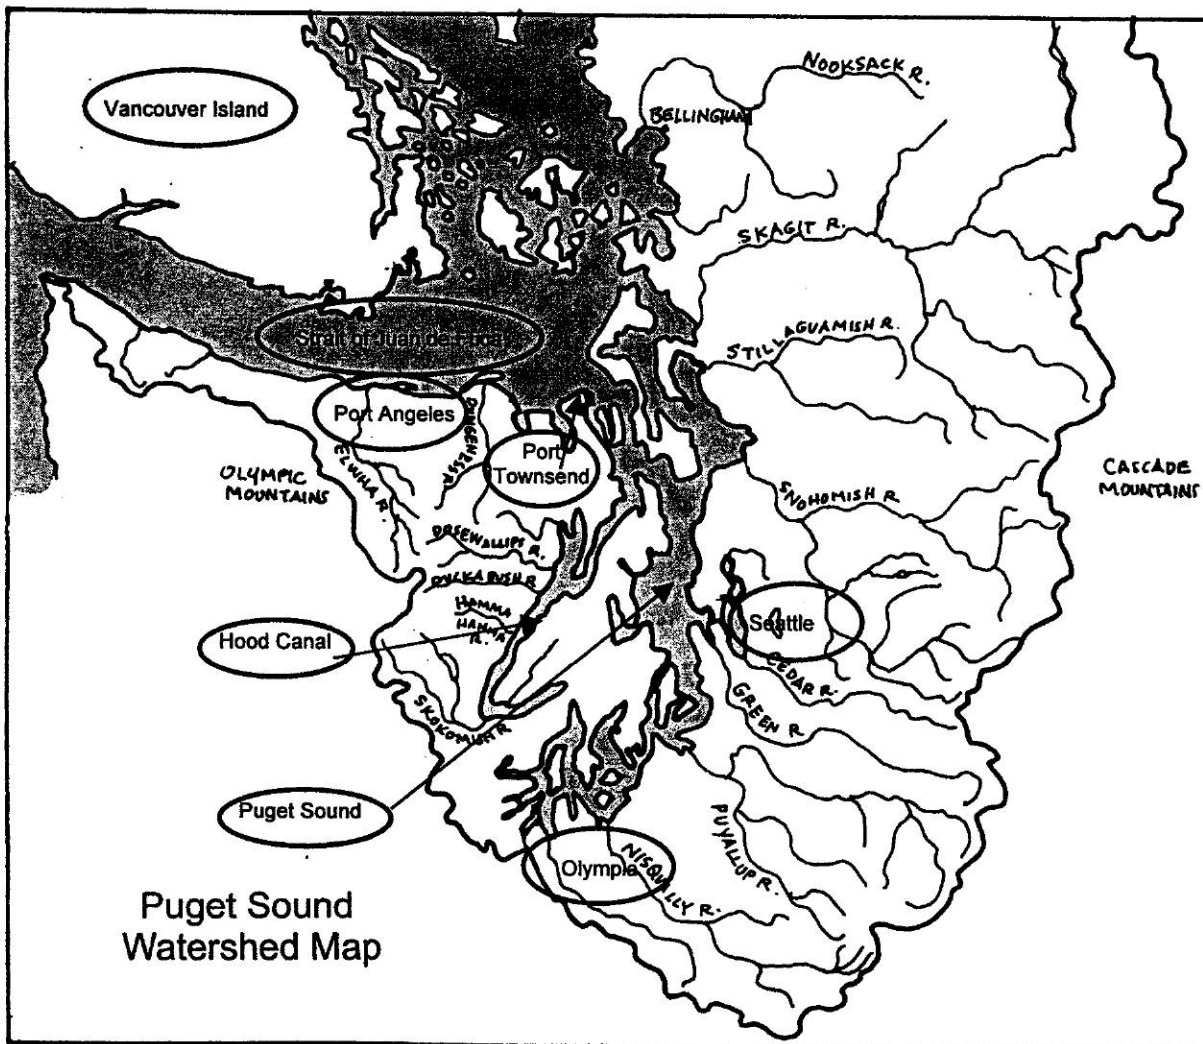 NOOKSACK R.
Vancouver Island
BELLINGHAM
SKAGIT R.
STILLAGUAMISH R.
Strait of Juan de Fuca
Port Angeles
DUNGENESS R.
Port
Townsend
ELWHA R.
OLYMPIC
MOUNTAINS
CASCADE
MOUNTAINS
SNOHOMISH R
DOSEWALLIPS R.
DUCKABUSH R
HAMMA
HAMMA
R.
Seattle
Hood Canal
CEDAR R.
GREEN R
SKOKOMISH R
Puget Sound
PUYALLUP R.
Olympia
NISQUALLY R.
Puget Sound
Watershed Map